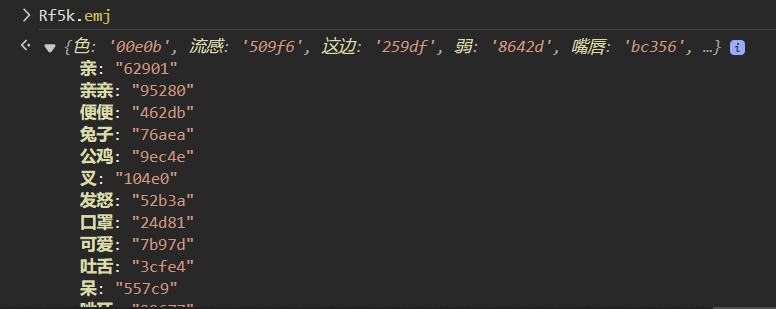 Rf5k.emj
{色: '00e0b', 流感: '509f6', 这边: '259df', 弱: '8642d', 嘴唇: 'bc356', …}
亲: "62901"
亲亲: "95280"
便便: "462db"
兔子: "76aea"
公鸡: "9ec4e"
叉: "104e0"
发怒: "52b3a"
口罩: "24d81"
可爱: "7b97d"
吐舌: "3cfe4"
呆: "557c9"